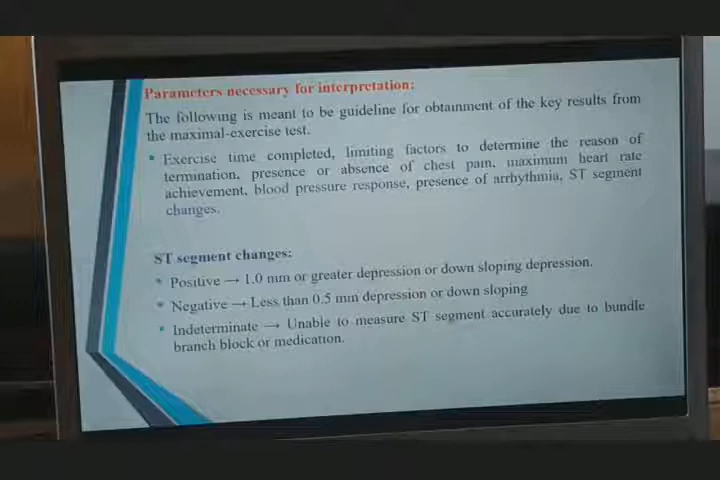 Parameters necessary for interpretation:
The following is meant to be guideline for obtainment of the key results from
the maximal-exercise test.
▪ Exercise time completed, limiting factors to determine the reason of
termination, presence or absence of chest pain, maximum heart rate
achievement, blood pressure response, presence of arrhythmia, ST segment
changes.
ST segment changes:
▪ Positive → 1.0 mm or greater depression or down sloping depression.
▪ Negative → Less than 0.5 mm depression or down sloping
▪ Indeterminate → Unable to measure ST segment accurately due to bundle
branch block or medication.